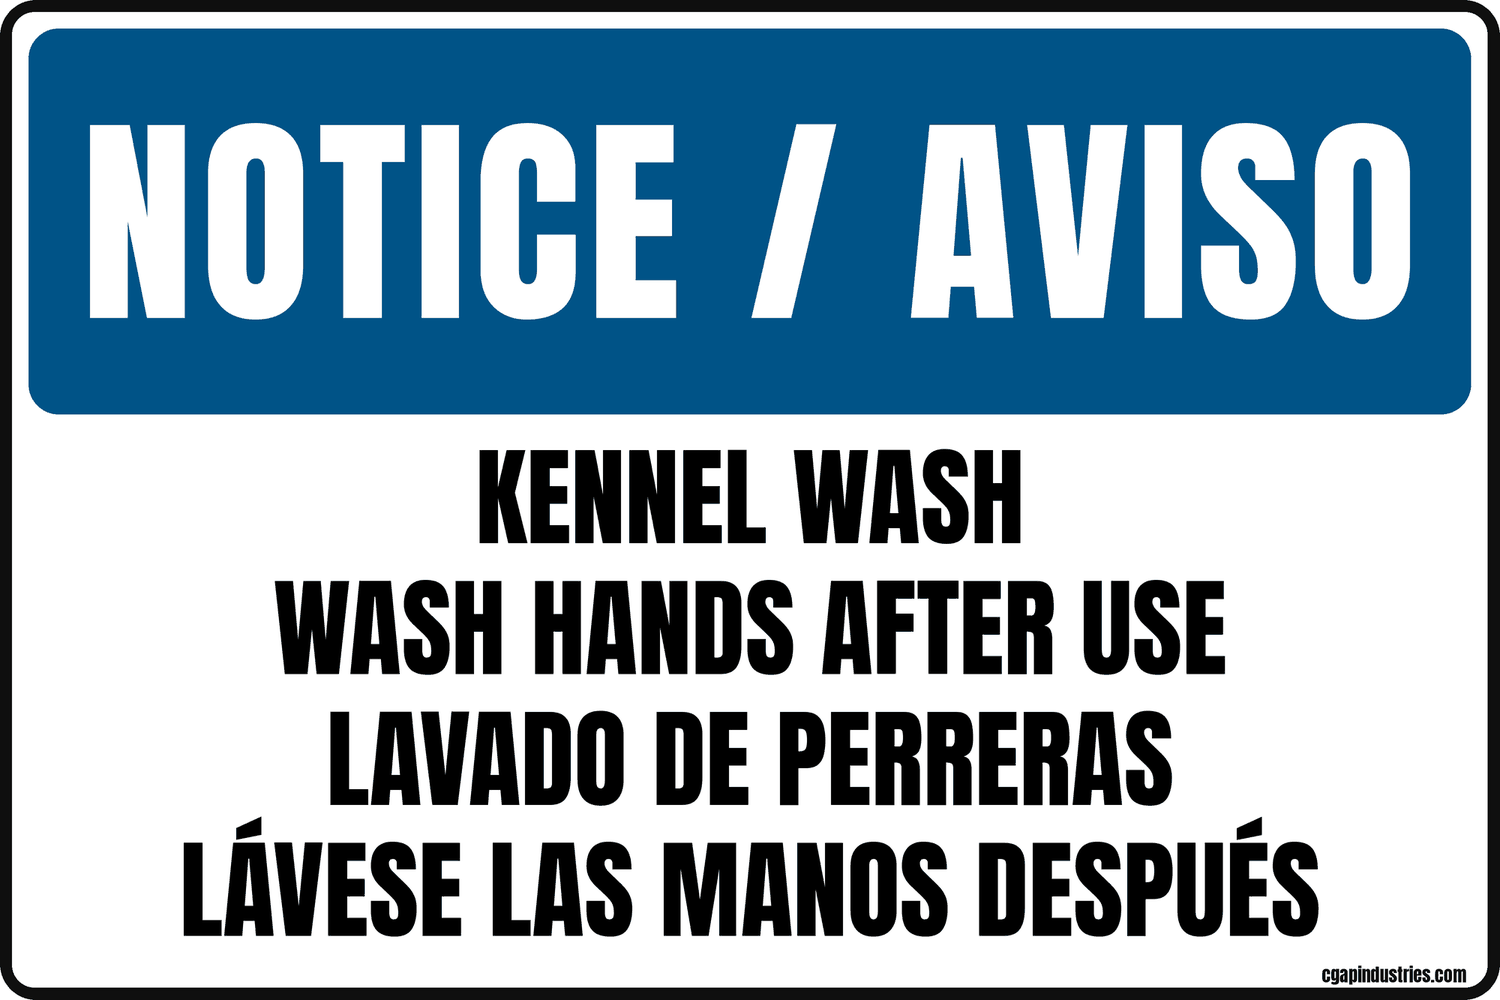 NOTICE / AVISO
KENNEL WASH
WASH HANDS AFTER USE
LAVADO DE PERRERAS
LÁVESE LAS MANOS DESPUÉS
cgapindustries.com